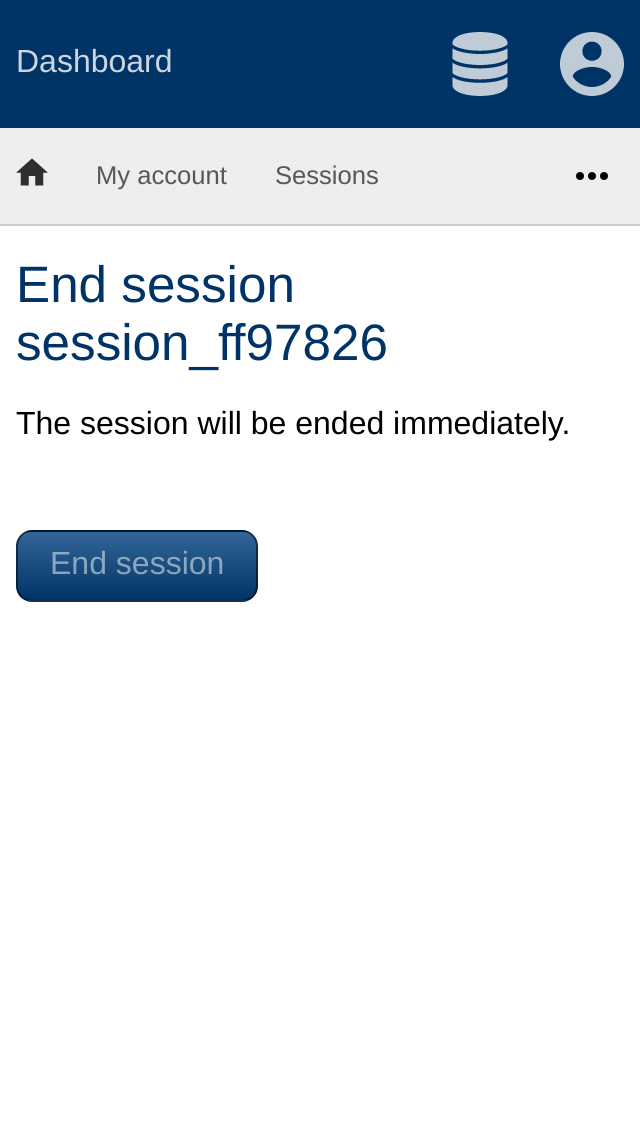 Dashboard
My account Sessions
End session
session_ff97826
The session will be ended immediately.
End session